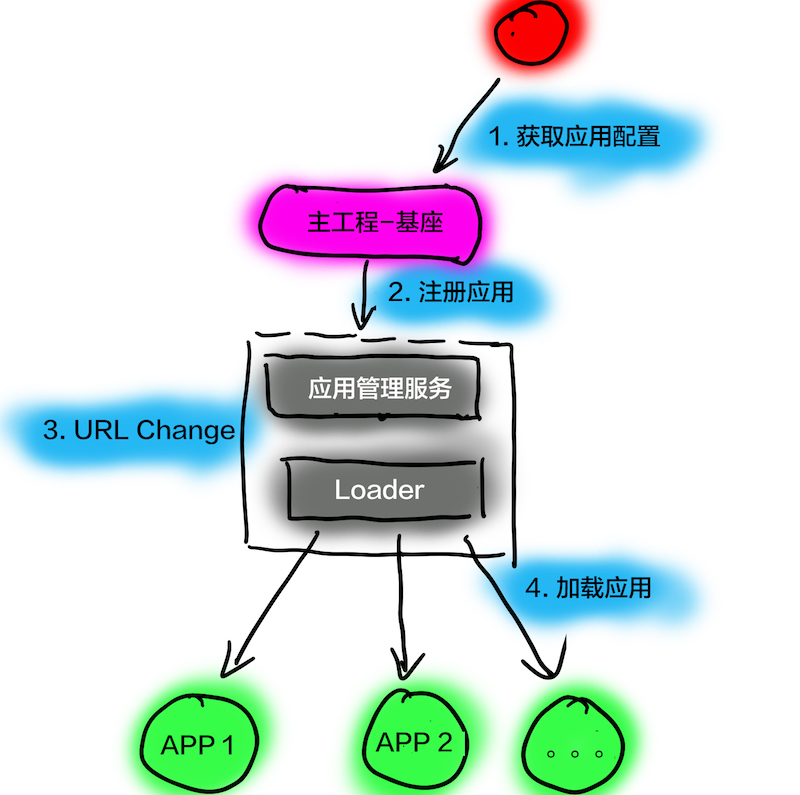 1. 获取应用配置
主工程-基座
2. 注册应用
应用管理服务
3. URL Change
Loader
4. 加载应用
APP 1
APP 2
。。。